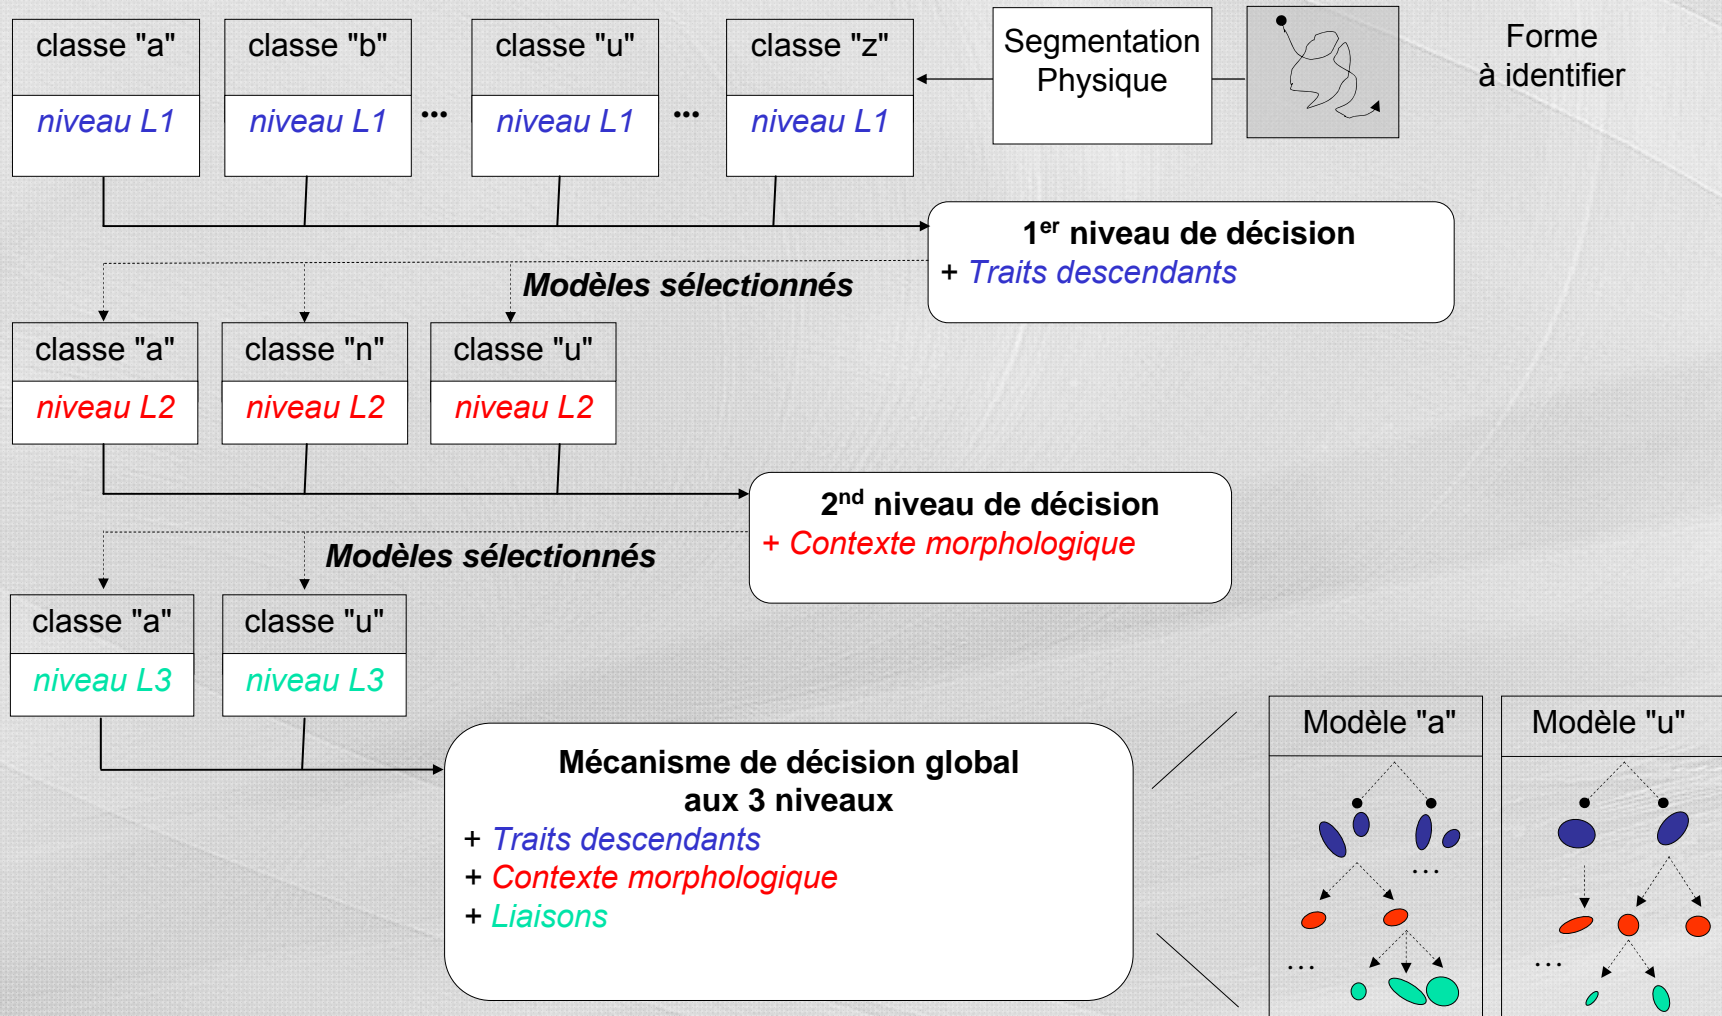 classe "a"
classe "b"
classe "u"
classe "z"
niveau L1
niveau L1
...
niveau L1
...
niveau L1
Segmentation
Physique
Forme
à identifier
1er niveau de décision
+ Traits descendants
Modèles sélectionnés
classe "a"
classe "n"
classe "u"
niveau L2
niveau L2
niveau L2
2nd niveau de décision
+ Contexte morphologique
Modèles sélectionnés
classe "a"
classe "u"
niveau L3
niveau L3
Mécanisme de décision global
aux 3 niveaux
+ Traits descendants
+ Contexte morphologique
+ Liaisons
Modèle "a"
Modèle "u"
...
...
...